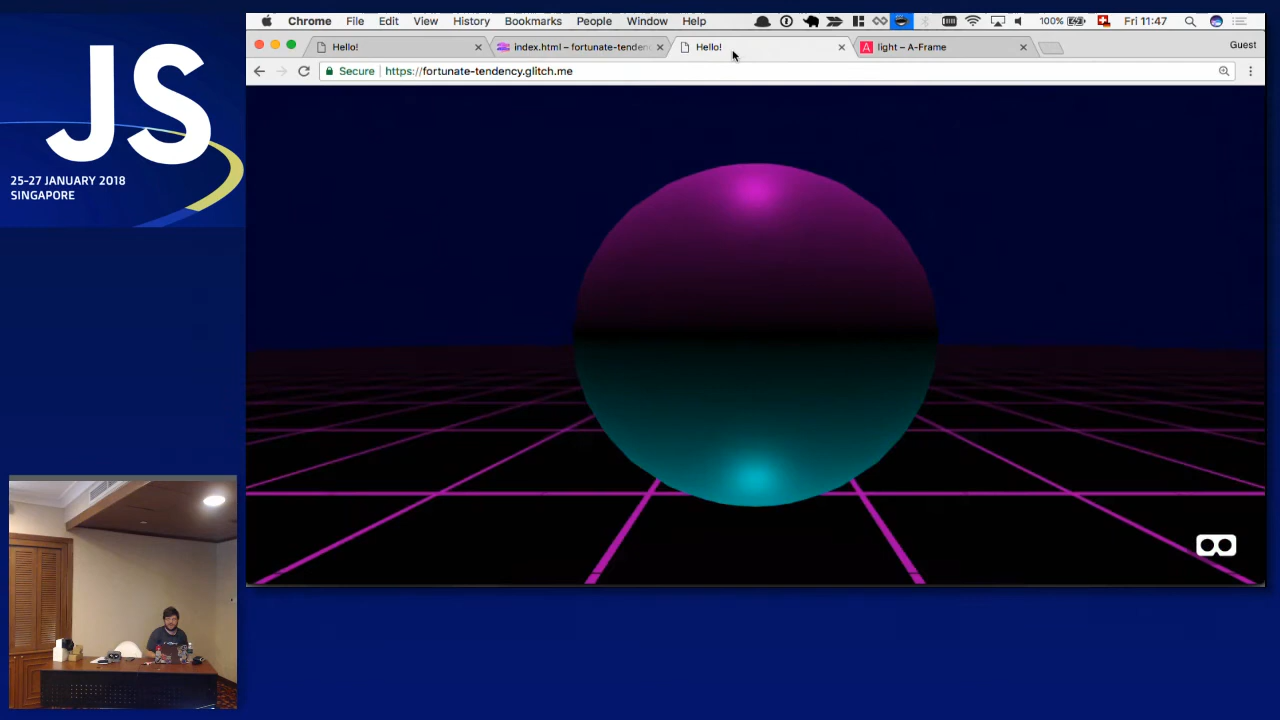 JS
25-27 JANUARY 2018
SINGAPORE
Chrome File Edit View History Bookmarks People Window Help 100% Fri 11:47
Hello! index.html – fortunate-tenden Hello! light – A-Frame Guest
Secure https://fortunate-tendency.glitch.me